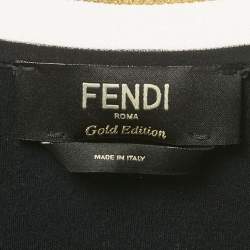 FENDI
ROMA
Gold Edition
MADE IN ITALY